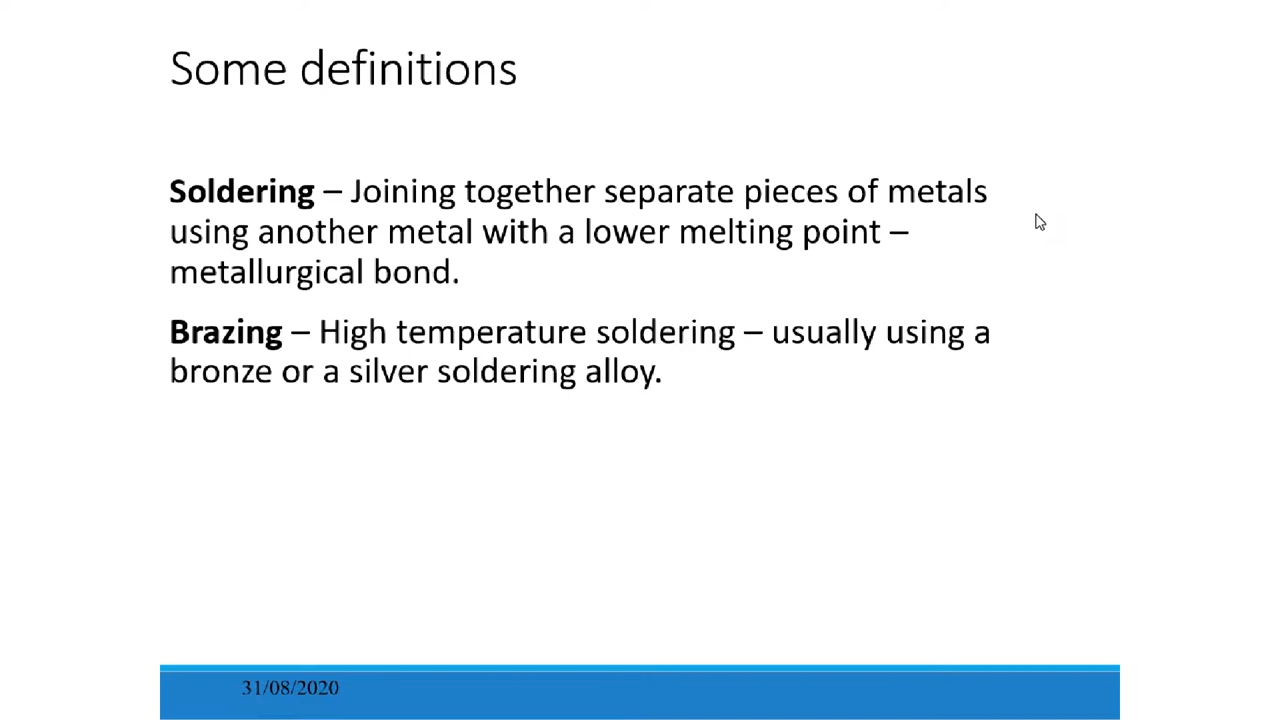 Some definitions
Soldering – Joining together separate pieces of metals
using another metal with a lower melting point –
metallurgical bond.
Brazing – High temperature soldering – usually using a
bronze or a silver soldering alloy.
31/08/2020